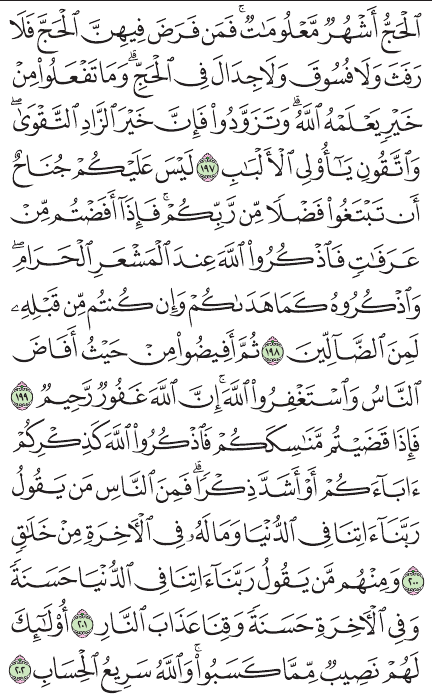 ٱلْحَجُّ أَشْهُرٌ مَّعْلُومَٰتٌ ۚ فَمَن فَرَضَ فِيهِنَّ ٱلْحَجَّ فَلَا
رَفَثَ وَلَا فُسُوقَ وَلَا جِدَالَ فِى ٱلْحَجِّ ۗ وَمَا تَفْعَلُوا۟ مِنْ
خَيْرٍ يَعْلَمْهُ ٱللَّهُ ۗ وَتَزَوَّدُوا۟ فَإِنَّ خَيْرَ ٱلزَّادِ ٱلتَّقْوَىٰ ۖ
وَٱتَّقُونِ يَٰٓأُو۟لِى ٱلْأَلْبَٰبِ ١٩٧ لَيْسَ عَلَيْكُمْ جُنَاحٌ
أَن تَبْتَغُوا۟ فَضْلًا مِّن رَّبِّكُمْ ۚ فَإِذَآ أَفَضْتُم مِّنْ
عَرَفَٰتٍ فَٱذْكُرُوا۟ ٱللَّهَ عِندَ ٱلْمَشْعَرِ ٱلْحَرَامِ ۖ
وَٱذْكُرُوهُ كَمَا هَدَىٰكُمْ وَإِن كُنتُم مِّن قَبْلِهِۦ
لَمِنَ ٱلضَّآلِّينَ ١٩٨ ثُمَّ أَفِيضُوا۟ مِنْ حَيْثُ أَفَاضَ
ٱلنَّاسُ وَٱسْتَغْفِرُوا۟ ٱللَّهَ ۚ إِنَّ ٱللَّهَ غَفُورٌ رَّحِيمٌ ١٩٩
فَإِذَا قَضَيْتُم مَّنَٰسِكَكُمْ فَٱذْكُرُوا۟ ٱللَّهَ كَذِكْرِكُمْ
ءَابَآءَكُمْ أَوْ أَشَدَّ ذِكْرًا ۗ فَمِنَ ٱلنَّاسِ مَن يَقُولُ
رَبَّنَآ ءَاتِنَا فِى ٱلدُّنْيَا وَمَا لَهُۥ فِى ٱلْءَاخِرَةِ مِنْ خَلَٰقٍ
٢٠٠ وَمِنْهُم مَّن يَقُولُ رَبَّنَآ ءَاتِنَا فِى ٱلدُّنْيَا حَسَنَةً
وَفِى ٱلْءَاخِرَةِ حَسَنَةً وَقِنَا عَذَابَ ٱلنَّارِ ٢٠١ أُو۟لَٰٓئِكَ
لَهُمْ نَصِيبٌ مِّمَّا كَسَبُوا۟ ۚ وَٱللَّهُ سَرِيعُ ٱلْحِسَابِ ٢٠٢